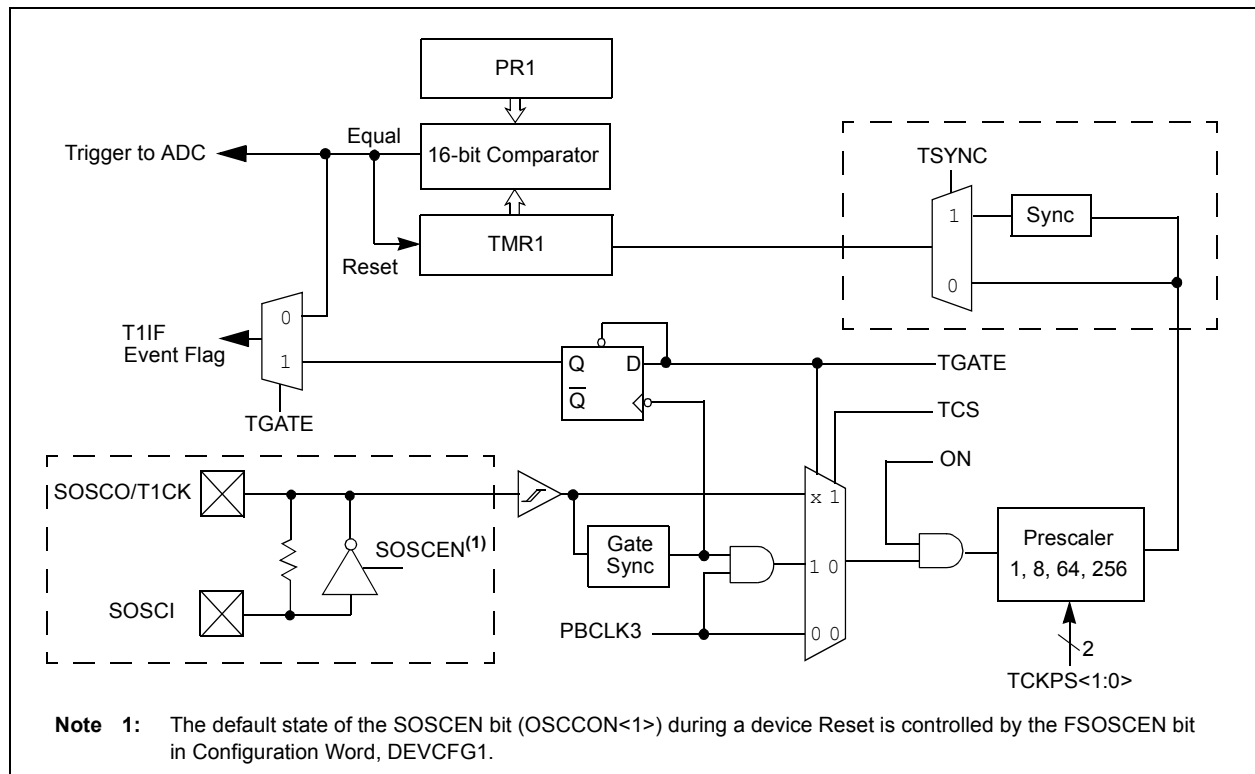 PR1
Equal
Trigger to ADC
16-bit Comparator
TSYNC
1
Sync
TMR1
Reset
0
T1IF
Event Flag
0
1
TGATE
Q
D
Q
TGATE
TCS
ON
SOSCO/T1CK
SOSCEN(1)
SOSCI
Gate
Sync
x 1
1 0
0 0
PBCLK3
Prescaler
1, 8, 64, 256
2
TCKPS<1:0>
Note 1: The default state of the SOSCEN bit (OSCCON<1>) during a device Reset is controlled by the FSOSCEN bit
in Configuration Word, DEVCFG1.